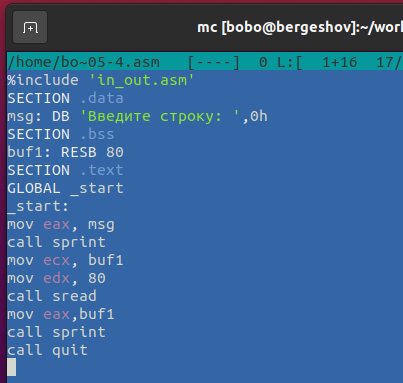 mc [bobo@bergeshov]:~/work
/home/bo~05-4.asm   [----]  0 L:[  1+16  17/
%include 'in_out.asm'
SECTION .data
msg: DB 'Введите строку: ',0h
SECTION .bss
buf1: RESB 80
SECTION .text
GLOBAL _start
_start:
mov eax, msg
call sprint
mov ecx, buf1
mov edx, 80
call sread
mov eax,buf1
call sprint
call quit